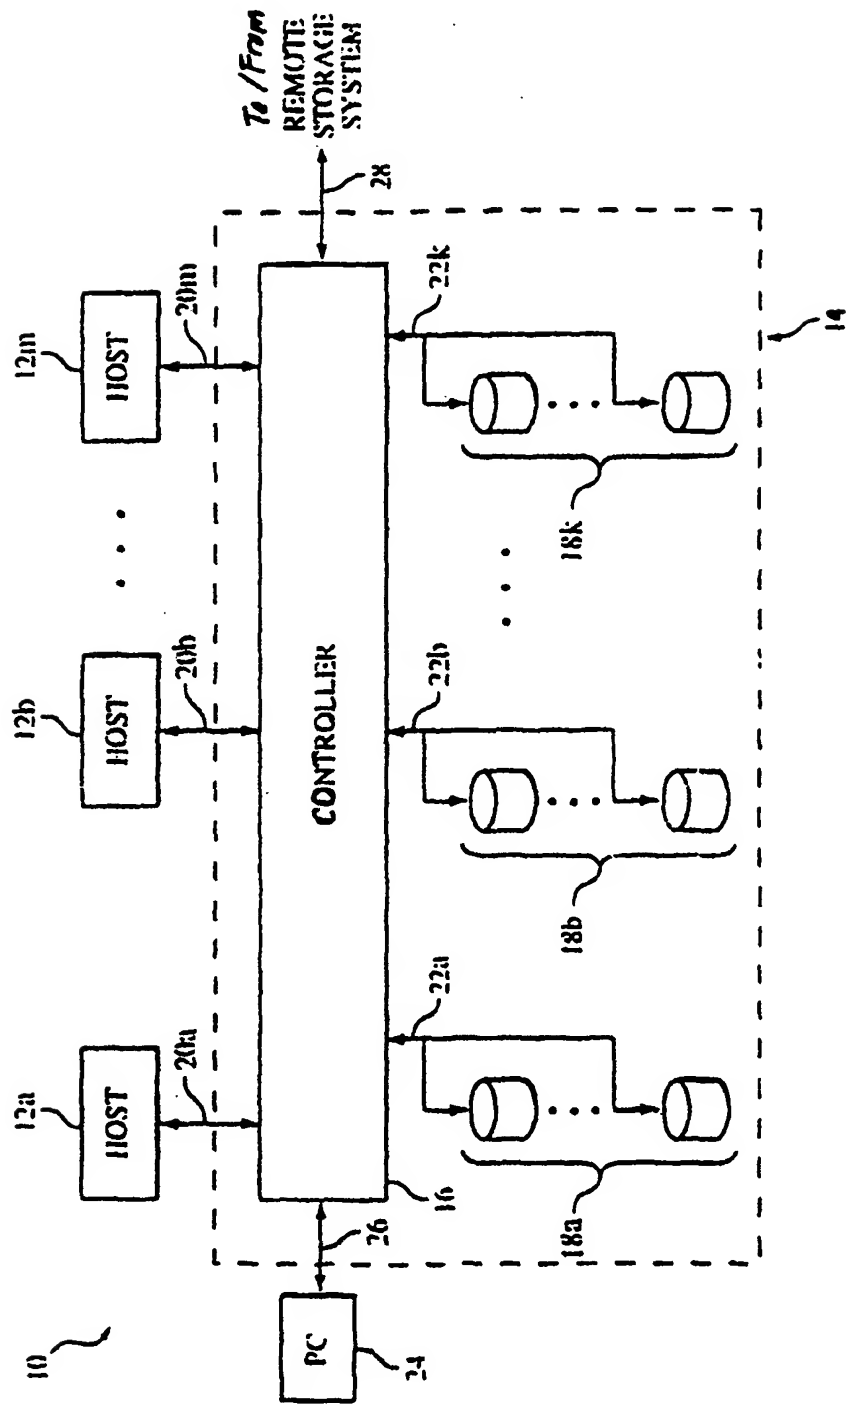 10
12a
12b
12m
HOST
HOST
HOST
20a
20b
20m
To/From
REMOTE
STORAGE
SYSTEM
PC
24
26
CONTROLLER
16
28
22a
22b
22k
18a
18b
18k
14